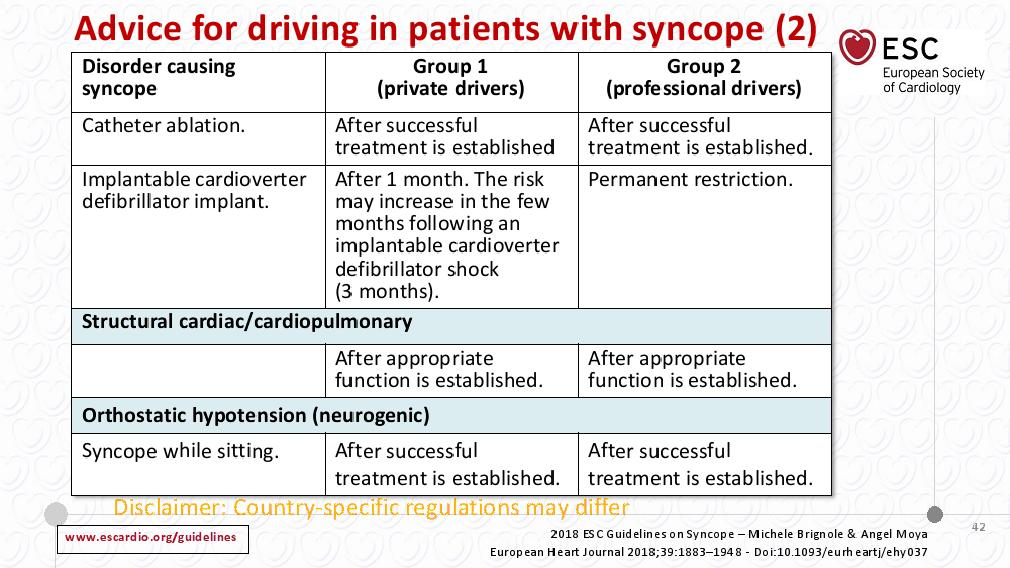 Advice for driving in patients with syncope (2)
ESC
European Society
of Cardiology
Disorder causing
syncope
Group 1
(private drivers)
Group 2
(professional drivers)
Catheter ablation.
After successful
treatment is established
After successful
treatment is established.
Implantable cardioverter
defibrillator implant.
After 1 month. The risk
may increase in the few
months following an
implantable cardioverter
defibrillator shock
(3 months).
Permanent restriction.
Structural cardiac/cardiopulmonary
After appropriate
function is established.
After appropriate
function is established.
Orthostatic hypotension (neurogenic)
Syncope while sitting.
After successful
treatment is established.
After successful
treatment is established.
Disclaimer: Country-specific regulations may differ
www.escardio.org/guidelines
2018 ESC Guidelines on Syncope – Michele Brignole & Angel Moya
European Heart Journal 2018;39:1883–1948 - Doi:10.1093/eurheartj/ehy037
42